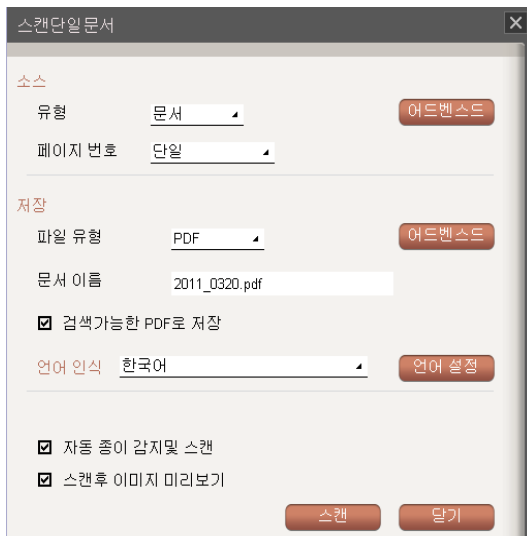 스캔단일문서
소스
유형 문서 어드벤스드
페이지 번호 단일
저장
파일 유형 PDF 어드벤스드
문서 이름 2011_0320.pdf
검색가능한 PDF로 저장
언어 인식 한국어 언어 설정
자동 종이 감지및 스캔
스캔후 이미지 미리보기
스캔 닫기